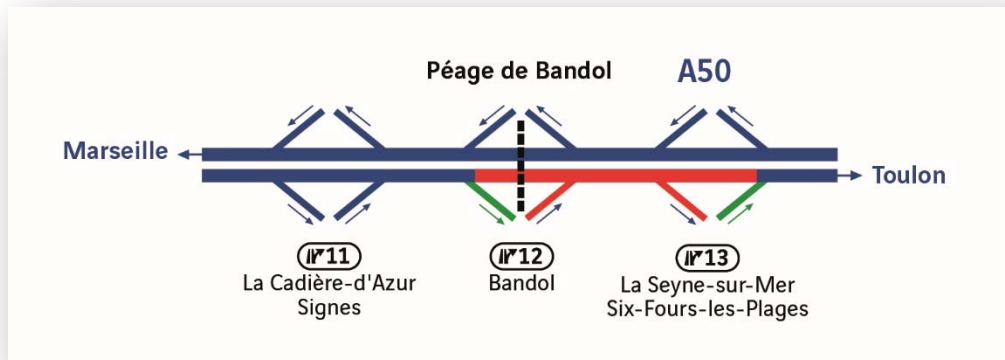 Péage de Bandol
A50
Marseille
Toulon
11
La Cadière-d'Azur
Signes
12
Bandol
13
La Seyne-sur-Mer
Six-Fours-les-Plages